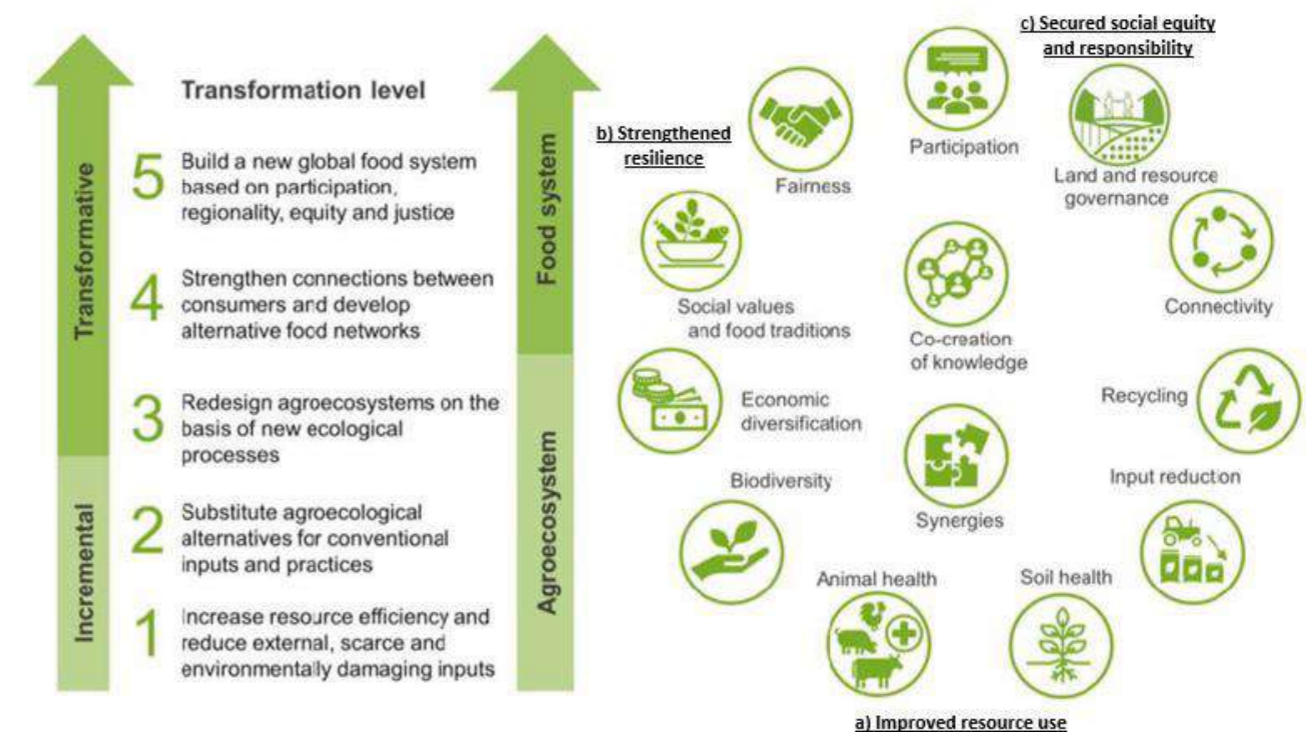 Transformation level
Transformative
Incremental
5
Build a new global food system
based on participation,
regionality, equity and justice
4
Strengthen connections between
consumers and develop
alternative food networks
3
Redesign agroecosystems on the
basis of new ecological
processes
2
Substitute agroecological
alternatives for conventional
inputs and practices
1
Increase resource efficiency and
reduce external, scarce and
environmentally damaging inputs
Food system
Agroecosystem
c) Secured social equity
and responsibility
b) Strengthened
resilience
Fairness
Participation
Land and resource
governance
Social values
and food traditions
Co-creation
of knowledge
Connectivity
Economic
diversification
Recycling
Biodiversity
Synergies
Input reduction
Animal health
Soil health
a) Improved resource use